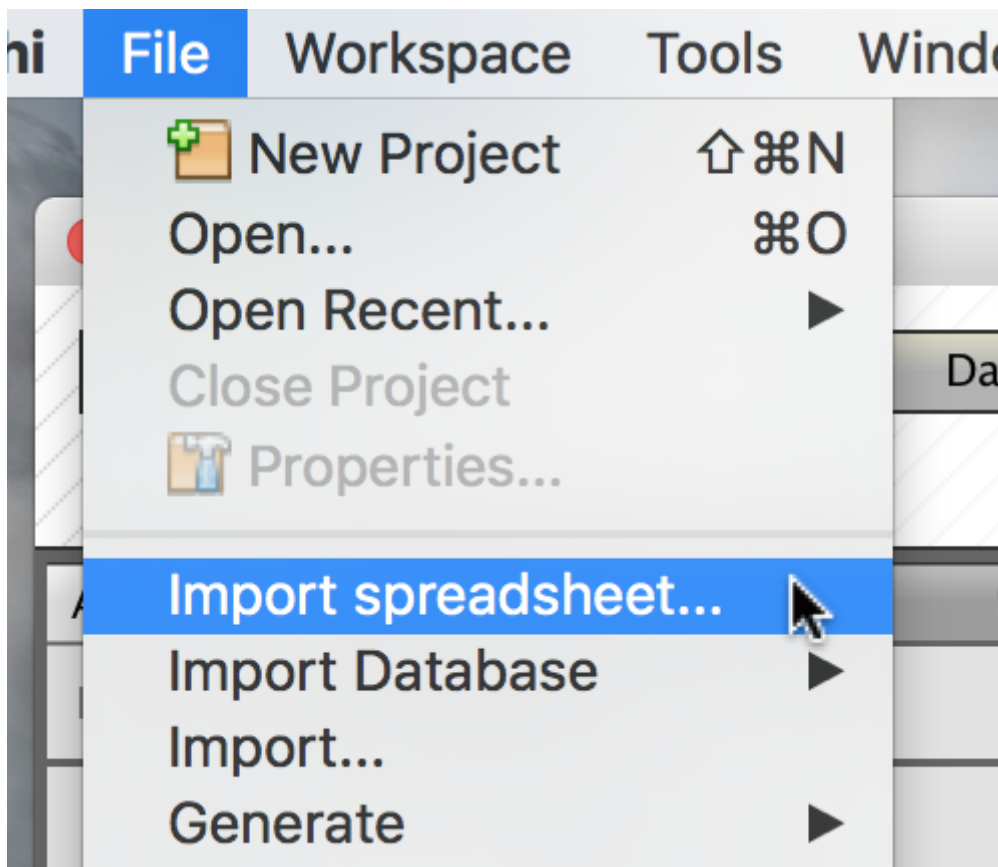 hi File Workspace Tools Windo
New Project ⇧⌘N
Open... ⌘O
Open Recent...
Close Project
Da
Properties...
Import spreadsheet...
Import Database
Import...
Generate